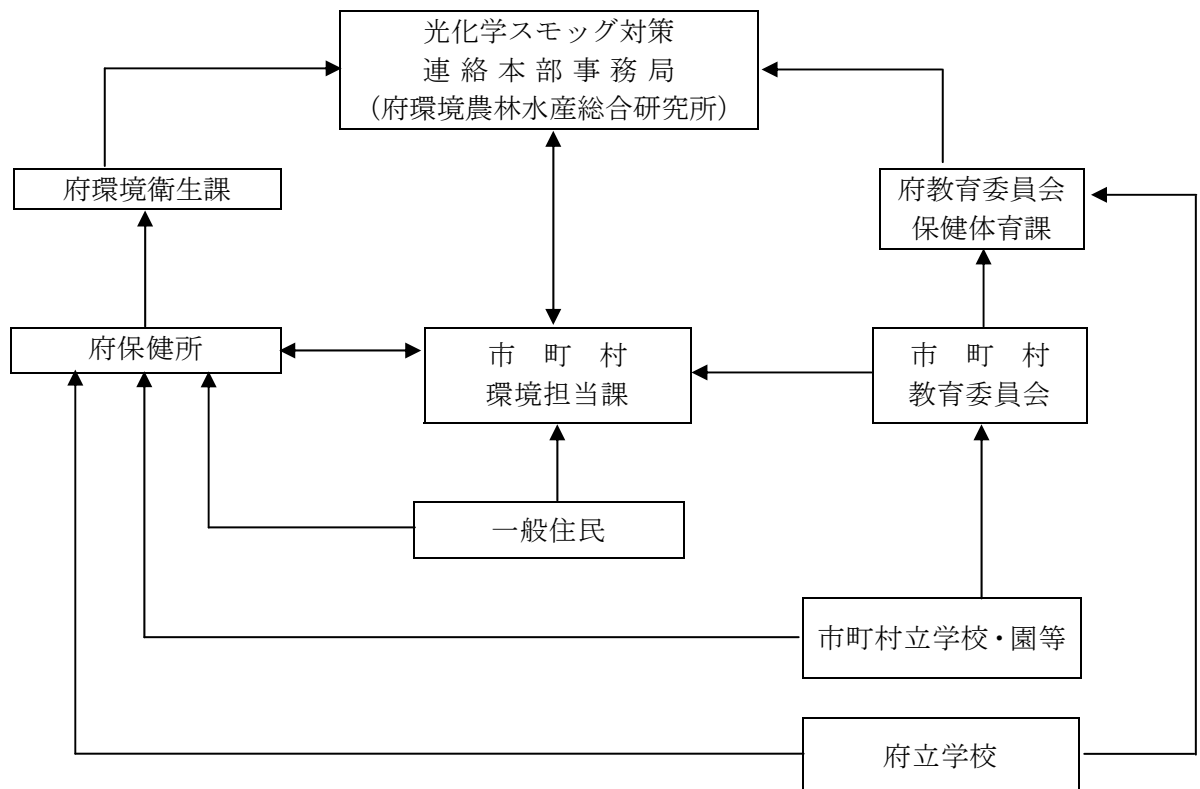 光化学スモッグ対策
連絡本部事務局
（府環境農林水産総合研究所）
府環境衛生課
府教育委員会
保健体育課
府保健所
市町村
環境担当課
市町村
教育委員会
一般住民
市町村立学校・園等
府立学校